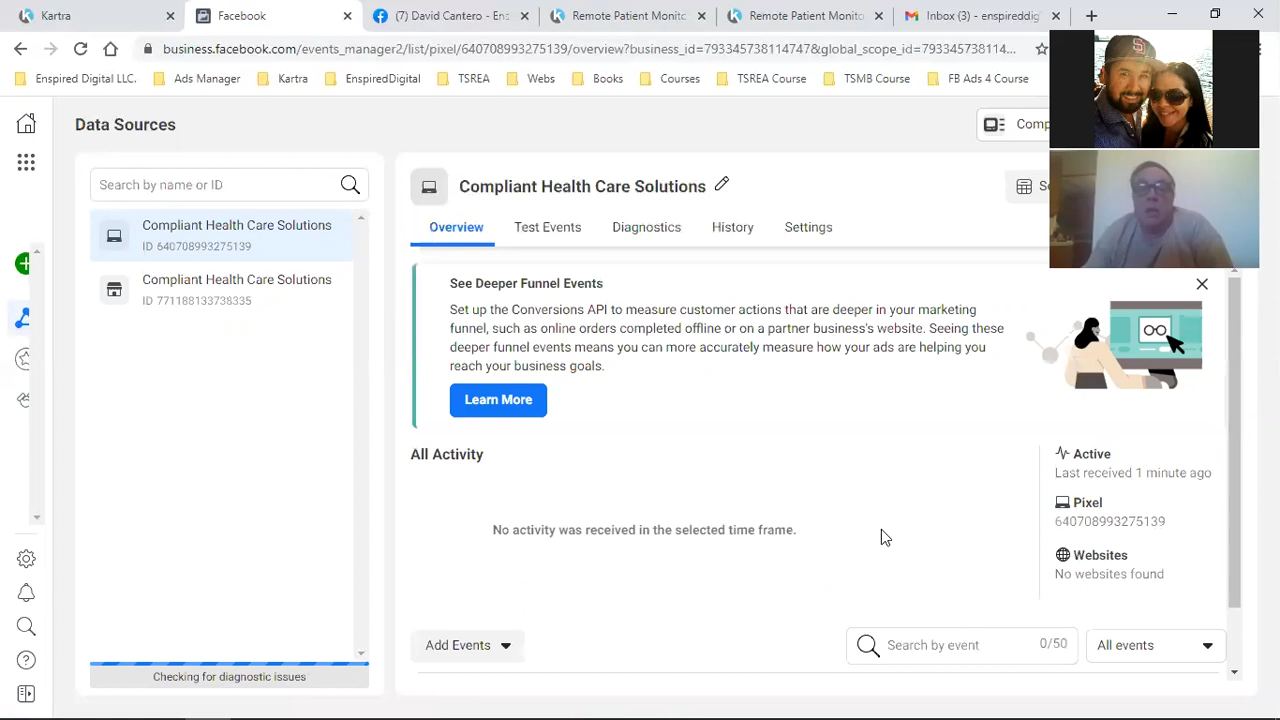 Kartra
Facebook
(7) David Cantero - Ens
Remote Patient Monito
Remote Patient Monito
Inbox (3) - enspireddig
business.facebook.com/events_manager2/list/pixel/640708993275139/overview?business_id=793345738114747&global_scope_id=793345738114...
Enspired Digital LLC.
Ads Manager
Kartra
EnspiredDigital
TSREA
Webs
Books
Courses
TSREA Course
TSMB Course
FB Ads 4 Course
Data Sources
Comp
Search by name or ID
Compliant Health Care Solutions
ID 640708993275139
Compliant Health Care Solutions
ID 771188133738335
Checking for diagnostic issues
Compliant Health Care Solutions
Overview
Test Events
Diagnostics
History
Settings
See Deeper Funnel Events
Set up the Conversions API to measure customer actions that are deeper in your marketing
funnel, such as online orders completed offline or on a partner business's website. Seeing these
deeper funnel events means you can more accurately measure how your ads are helping you
reach your business goals.
Learn More
All Activity
No activity was received in the selected time frame.
Active
Last received 1 minute ago
Pixel
640708993275139
Websites
No websites found
Add Events
Search by event
0/50
All events